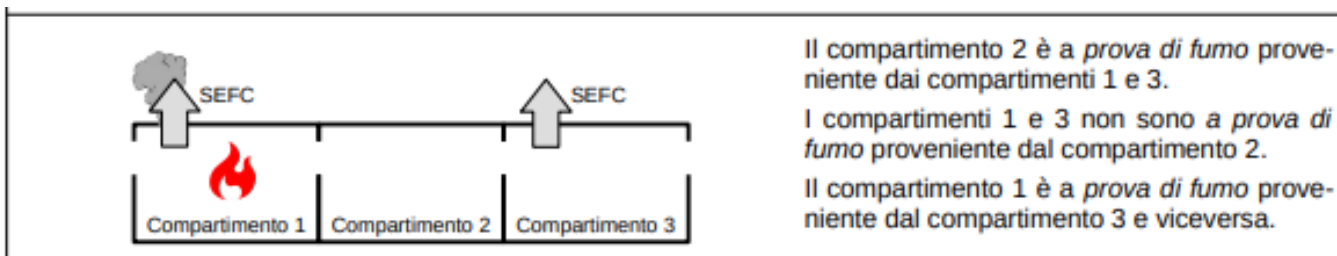 SEFC
SEFC
Compartimento 1
Compartimento 2
Compartimento 3
Il compartimento 2 è a prova di fumo prove-
niente dai compartimenti 1 e 3.
I compartimenti 1 e 3 non sono a prova di
fumo proveniente dal compartimento 2.
Il compartimento 1 è a prova di fumo prove-
niente dal compartimento 3 e viceversa.